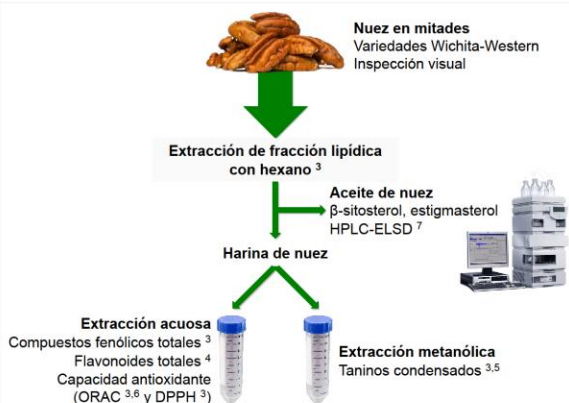 Nuez en mitades
Variedades Wichita-Western
Inspección visual
Extracción de fracción lipídica
con hexano 3
Aceite de nuez
β-sitosterol, estigmasterol
HPLC-ELSD 7
Harina de nuez
Extracción acuosa
Compuestos fenólicos totales 3
Flavonoides totales 4
Capacidad antioxidante
(ORAC 3,6 y DPPH 3)
Extracción metanólica
Taninos condensados 3,5